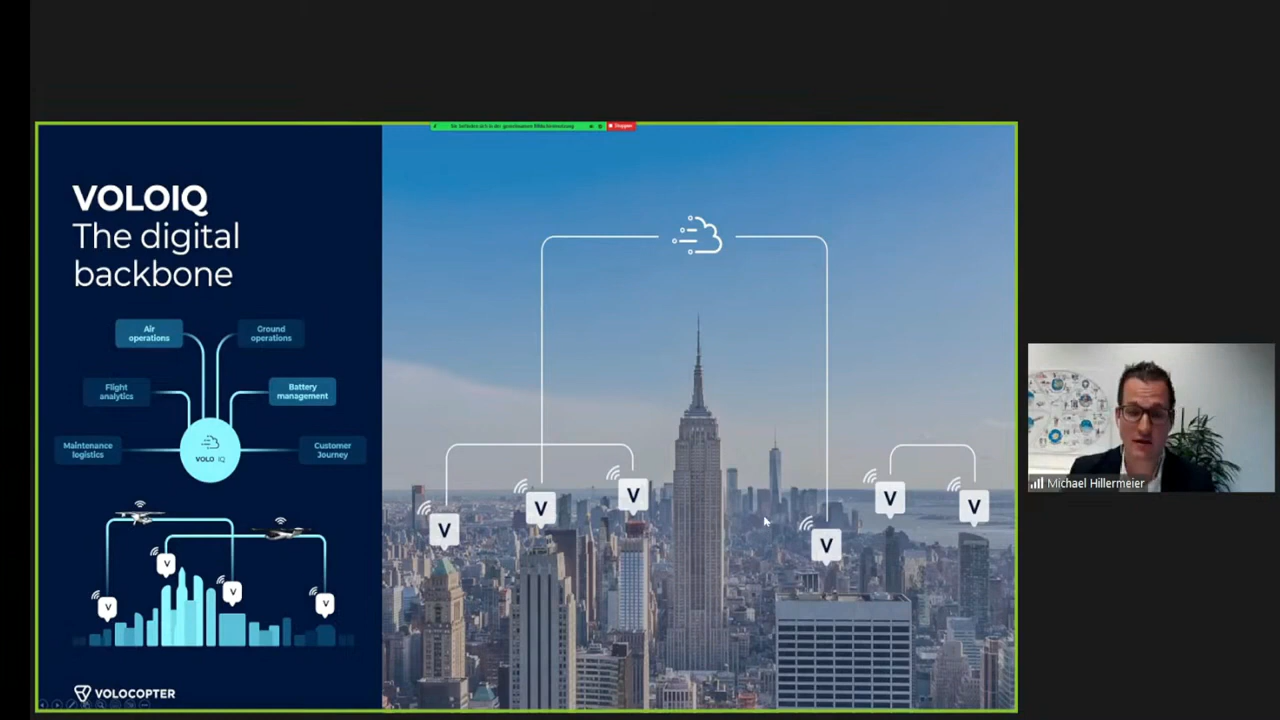 Stoppen
VOLOIQ
The digital
backbone
Air
operations
Ground
operations
Flight
analytics
Battery
management
Maintenance
logistics
VOLO IQ
Customer
Journey
V
V
V
V
V
V
V
V
V
V
VOLOCOPTER
Michael Hillermeier